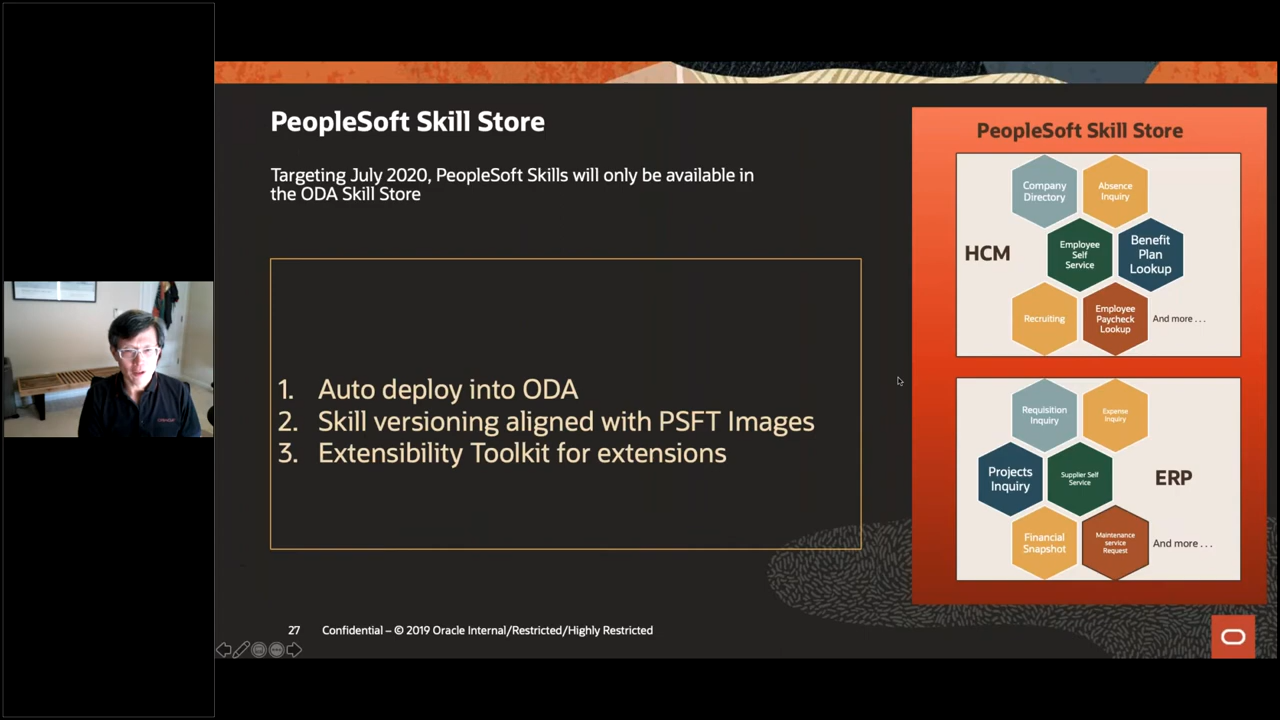 PeopleSoft Skill Store
Targeting July 2020, PeopleSoft Skills will only be available in
the ODA Skill Store
1. Auto deploy into ODA
2. Skill versioning aligned with PSFT Images
3. Extensibility Toolkit for extensions
PeopleSoft Skill Store
HCM
Company
Directory
Absence
Inquiry
Employee
Self
Service
Benefit
Plan
Lookup
Recruiting
Employee
Paycheck
Lookup
And more . . .
ERP
Requisition
Inquiry
Expense
Inquiry
Projects
Inquiry
Supplier Self
Service
Financial
Snapshot
Maintenance
service
Request
And more . . .
27 Confidential – © 2019 Oracle Internal/Restricted/Highly Restricted